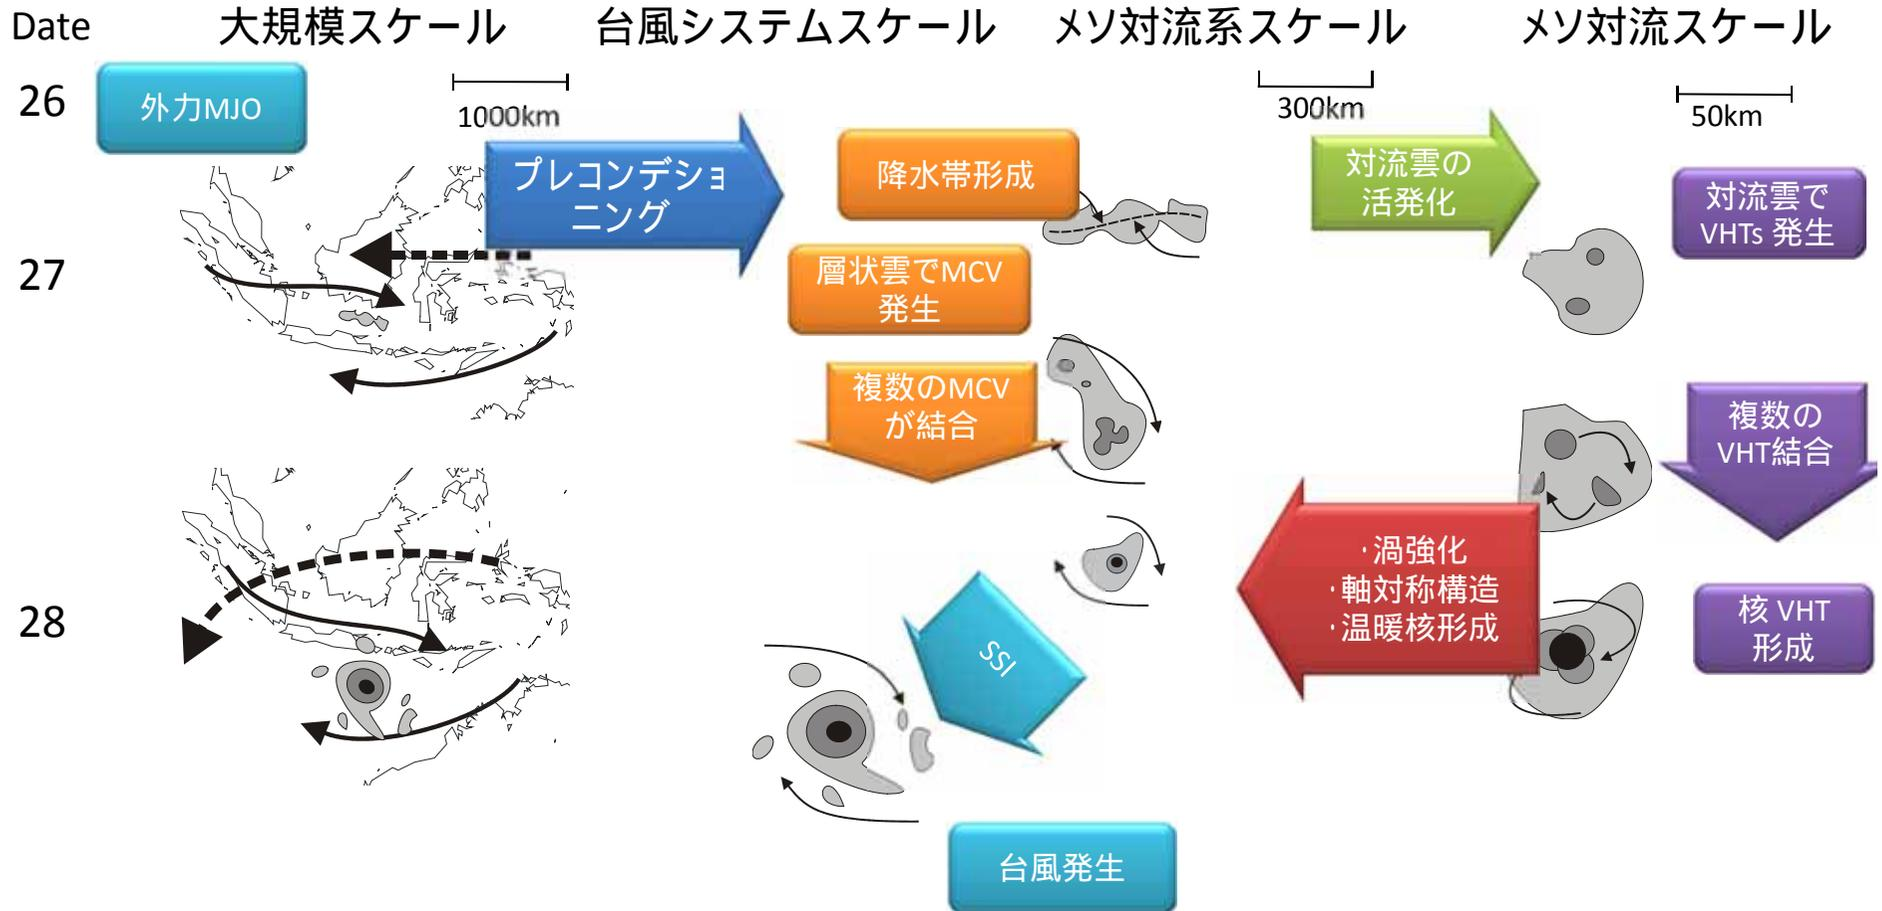 Date 大規模スケール 台風システムスケール メソ対流系スケール メソ対流スケール
26
外力MJO
1000km
300km
50km
プレコンデショ
ニング
降水帯形成
対流雲の
活発化
対流雲で
VHTs 発生
27
層状雲でMCV
発生
複数のMCV
が結合
複数の
VHT結合
・渦強化
・軸対称構造
・温暖核形成
28
SSI
核 VHT
形成
台風発生